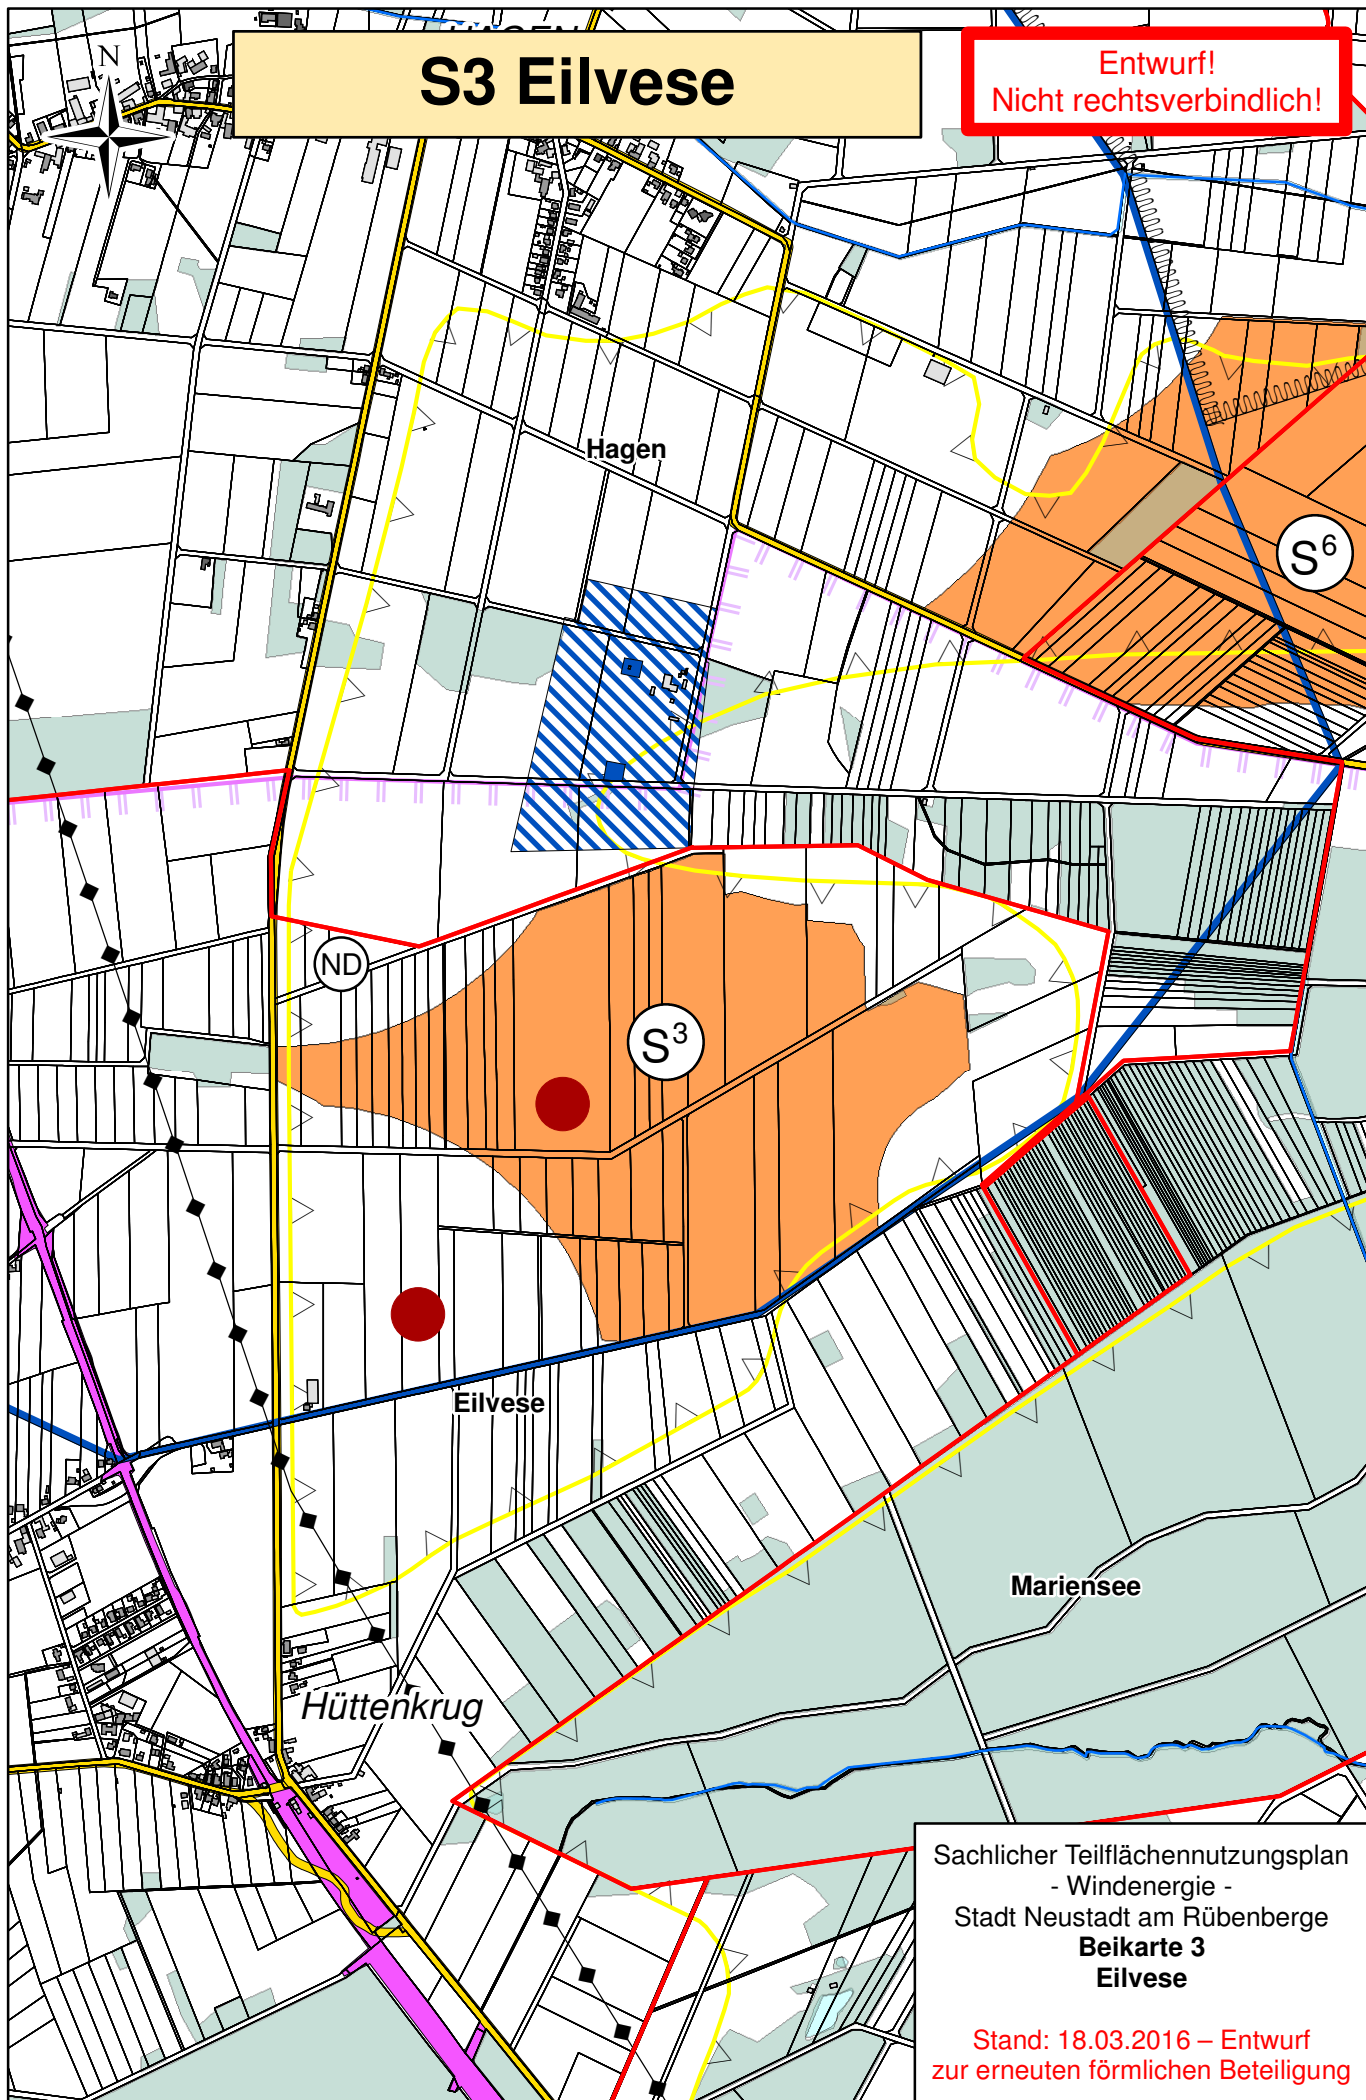 N
S3 Eilvese
Entwurf!
Nicht rechtsverbindlich!
Hagen
S⁶
ND
S³
Eilvese
Mariensee
Hüttenkrug
Sachlicher Teilflächennutzungsplan
- Windenergie -
Stadt Neustadt am Rübenberge
Beikarte 3
Eilvese
Stand: 18.03.2016 – Entwurf
zur erneuten förmlichen Beteiligung